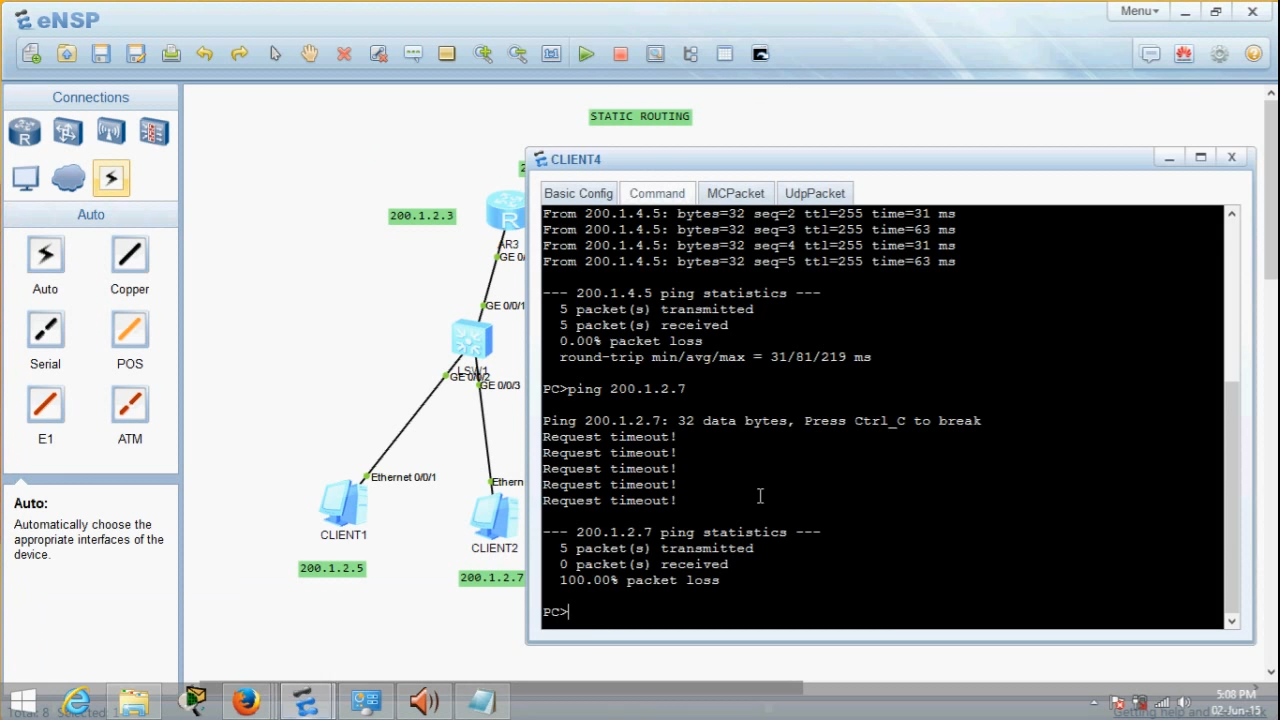 eNSP
Menu
Connections
Auto
Auto
Copper
Serial
POS
E1
ATM
Auto:
Automatically choose the
appropriate interfaces of the
device.
STATIC ROUTING
200.1.2.3
R
AR3
GE 0/
GE 0/0/1
GE 0/0/2
GE 0/0/3
Ethernet 0/0/1
Ethern
CLIENT1
CLIENT2
200.1.2.5
200.1.2.7
CLIENT4
Basic Config
Command
MCPacket
UdpPacket
From 200.1.4.5: bytes=32 seq=2 ttl=255 time=31 ms
From 200.1.4.5: bytes=32 seq=3 ttl=255 time=63 ms
From 200.1.4.5: bytes=32 seq=4 ttl=255 time=31 ms
From 200.1.4.5: bytes=32 seq=5 ttl=255 time=63 ms
--- 200.1.4.5 ping statistics ---
5 packet(s) transmitted
5 packet(s) received
0.00% packet loss
round-trip min/avg/max = 31/81/219 ms
PC>ping 200.1.2.7
Ping 200.1.2.7: 32 data bytes, Press Ctrl_C to break
Request timeout!
Request timeout!
Request timeout!
Request timeout!
Request timeout!
--- 200.1.2.7 ping statistics ---
5 packet(s) transmitted
0 packet(s) received
100.00% packet loss
PC>
5:08 PM
02-Jun-15